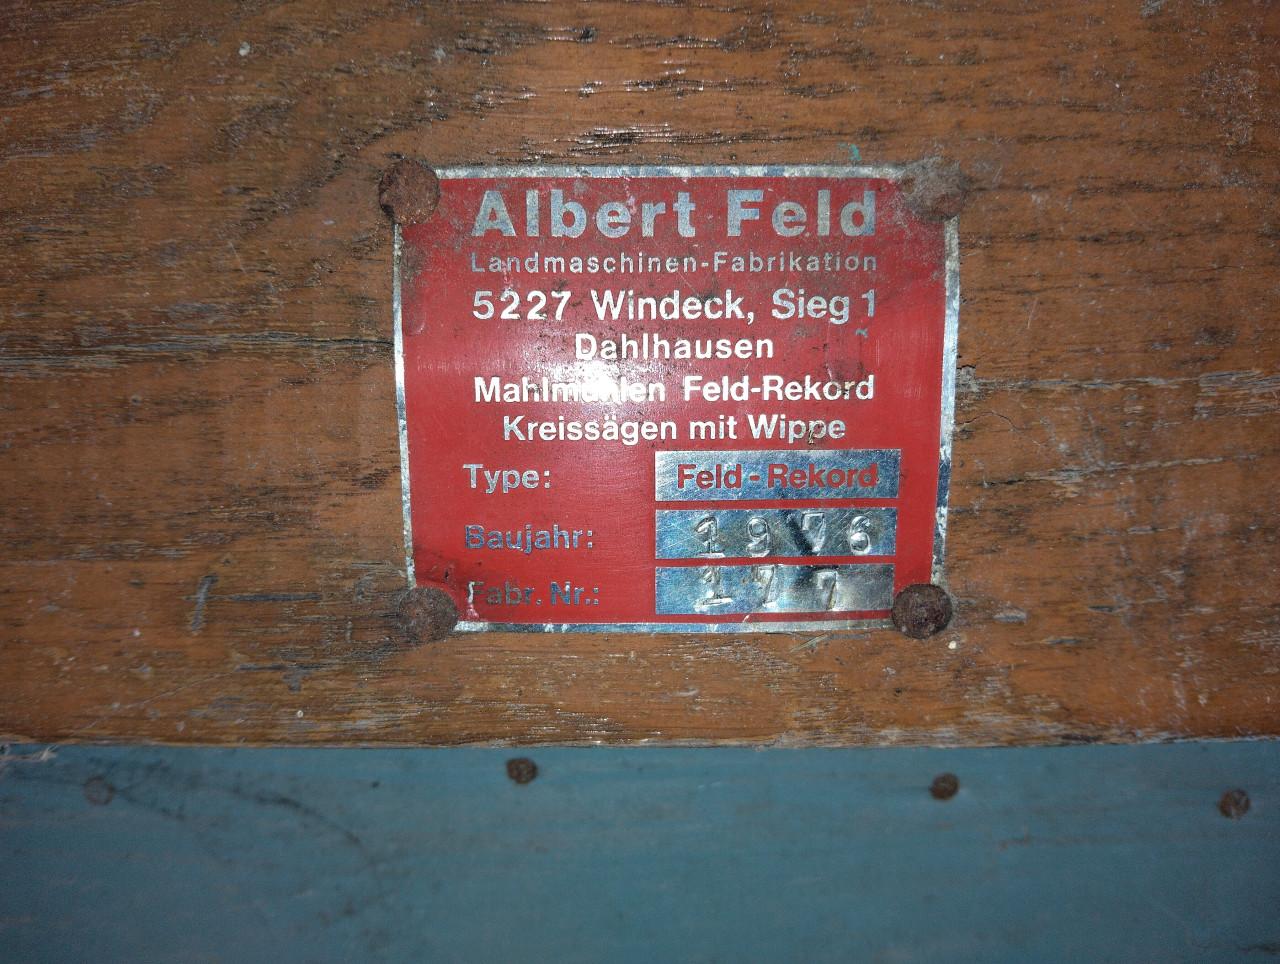 Albert Feld
Landmaschinen-Fabrikation
5227 Windeck, Sieg 1
Dahlhausen
Mahlmühlen Feld-Rekord
Kreissägen mit Wippe
Type: Feld - Rekord
Baujahr: 1976
Fabr. Nr.: 177